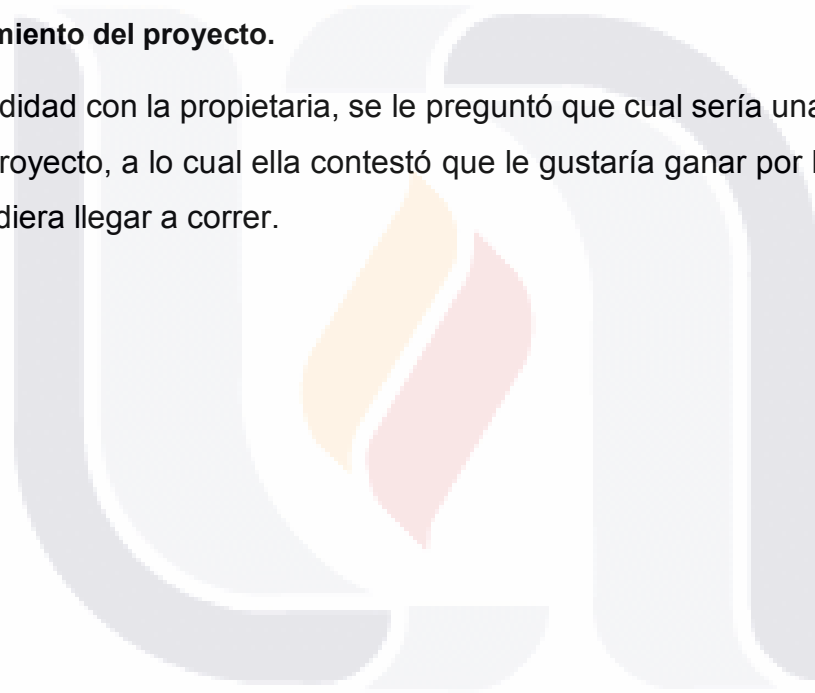 miento del proyecto.
didad con la propietaria, se le preguntó que cual sería una
royecto, a lo cual ella contestó que le gustaría ganar por l
diera llegar a correr.